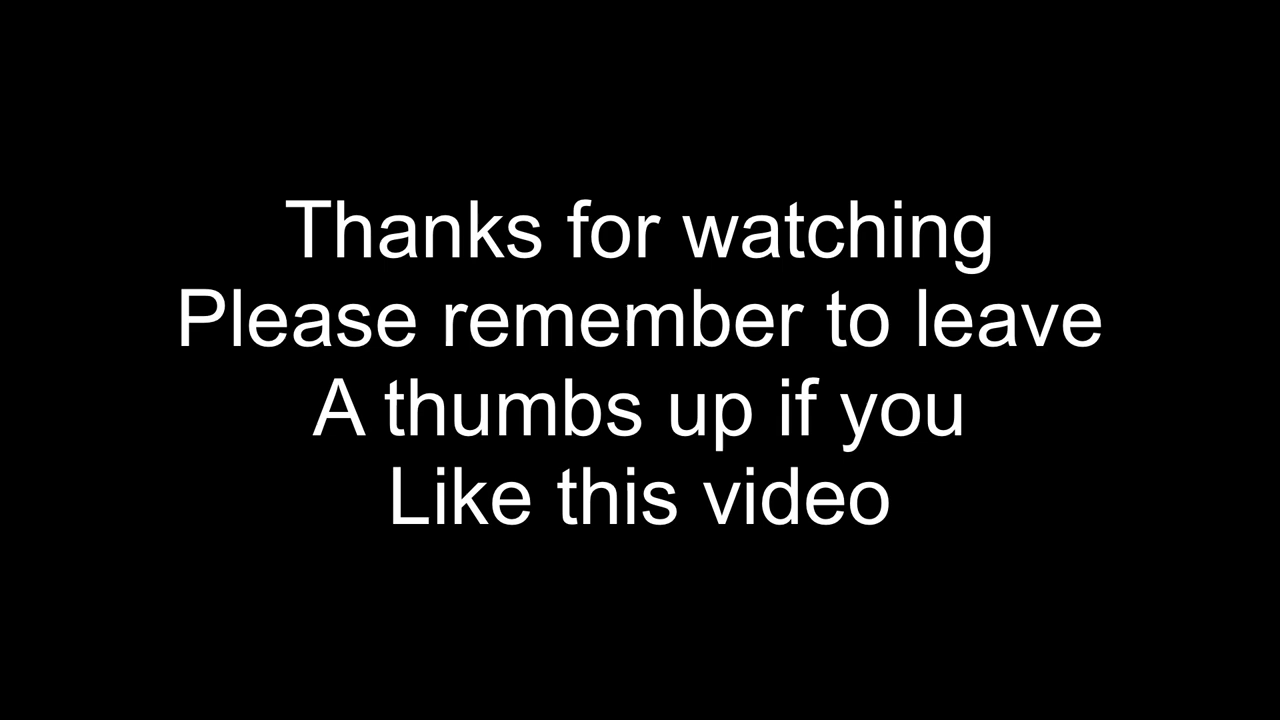 Thanks for watching
Please remember to leave
A thumbs up if you
Like this video